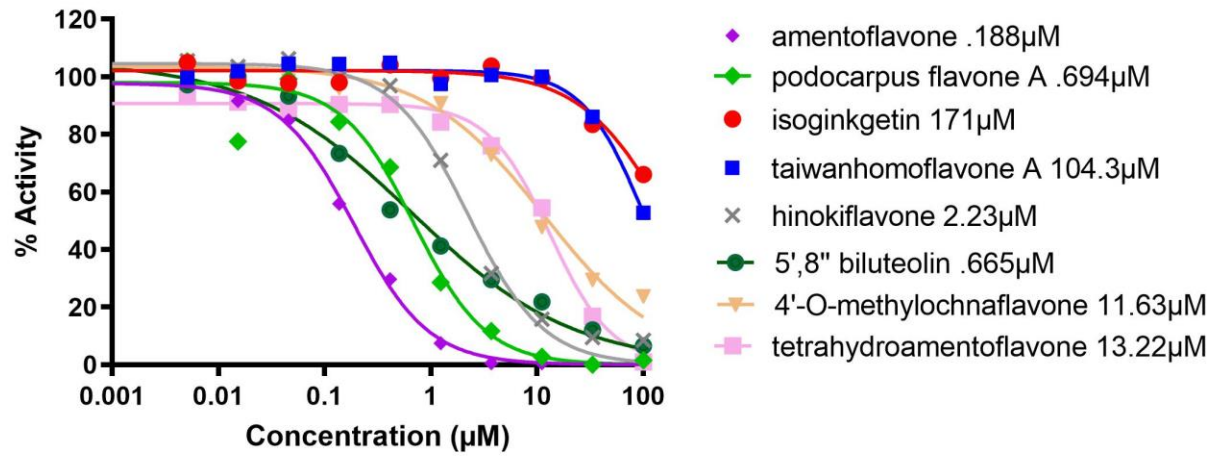 120
100
80
60
40
20
0
% Activity
0.001 0.01 0.1 1 10 100
Concentration (µM)
amentoflavone .188µM
podocarpus flavone A .694µM
isoginkgetin 171µM
taiwanhomoflavone A 104.3µM
hinokiflavone 2.23µM
5',8" biluteolin .665µM
4'-O-methylochnaflavone 11.63µM
tetrahydroamentoflavone 13.22µM